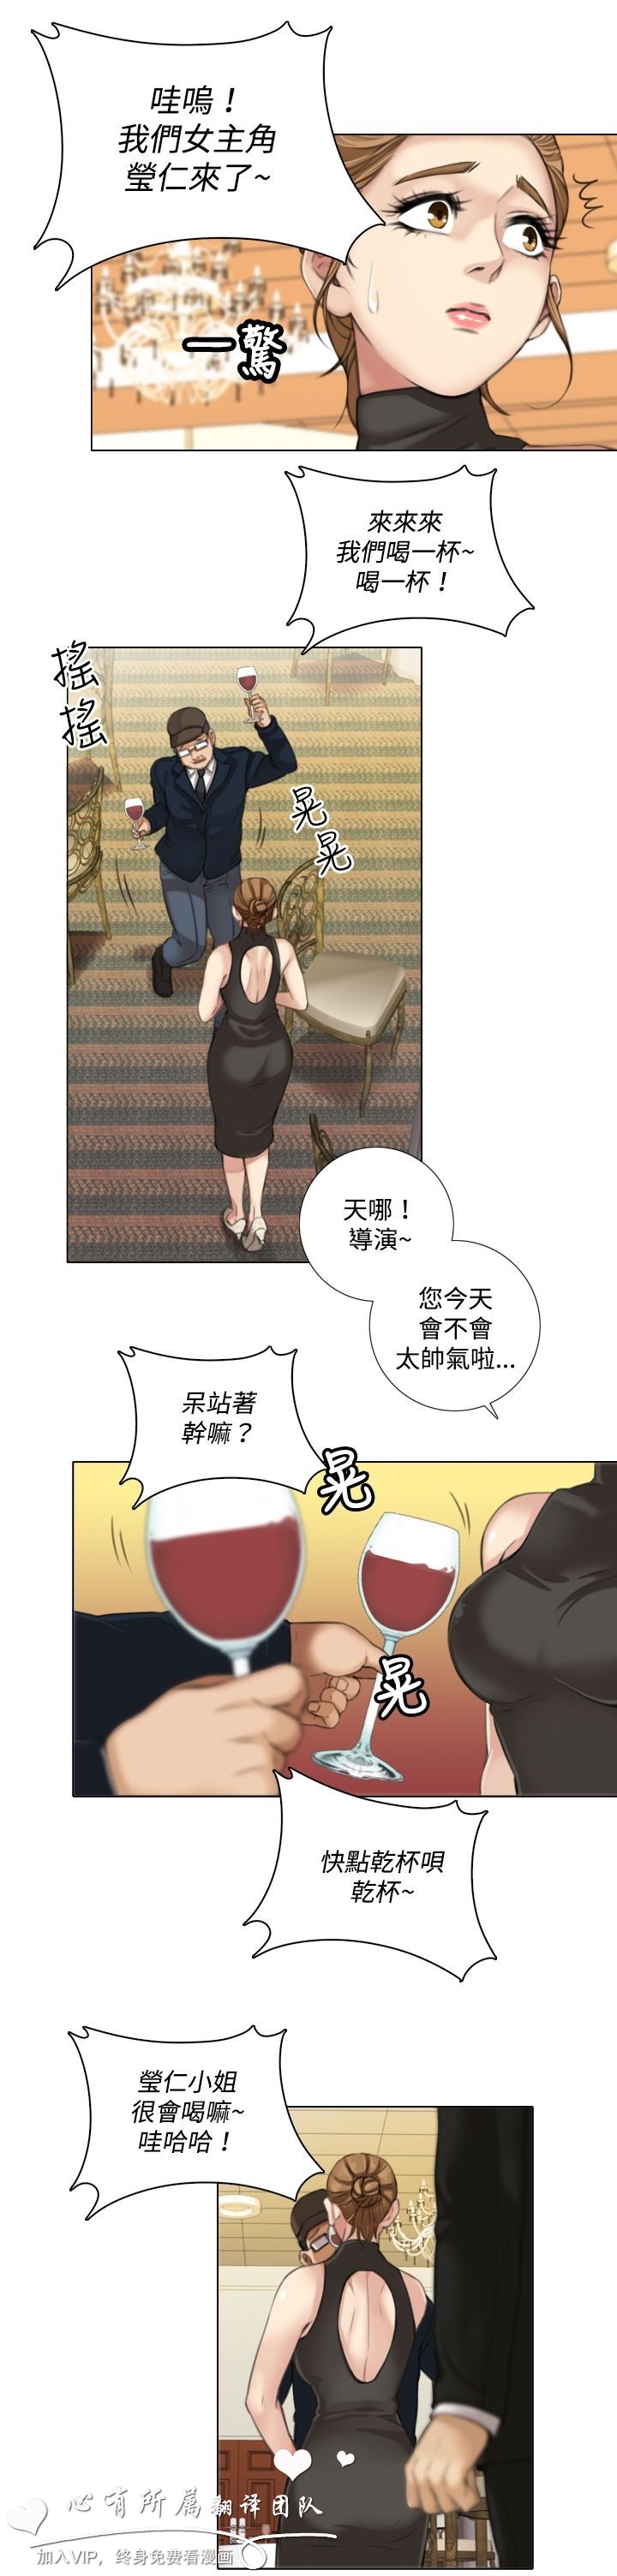 哇嗚！
我們女主角
瑩仁來了~
一驚
來來來
我們喝一杯~
喝一杯！
搖
搖
晃
晃
天哪！
導演~
您今天
會不會
太帥氣啦...
呆站著
幹嘛？
晃
晃
快點乾杯唄
乾杯~
瑩仁小姐
很會喝嘛~
哇哈哈！
心有所属翻译团队
加入VIP，终身免费看漫画